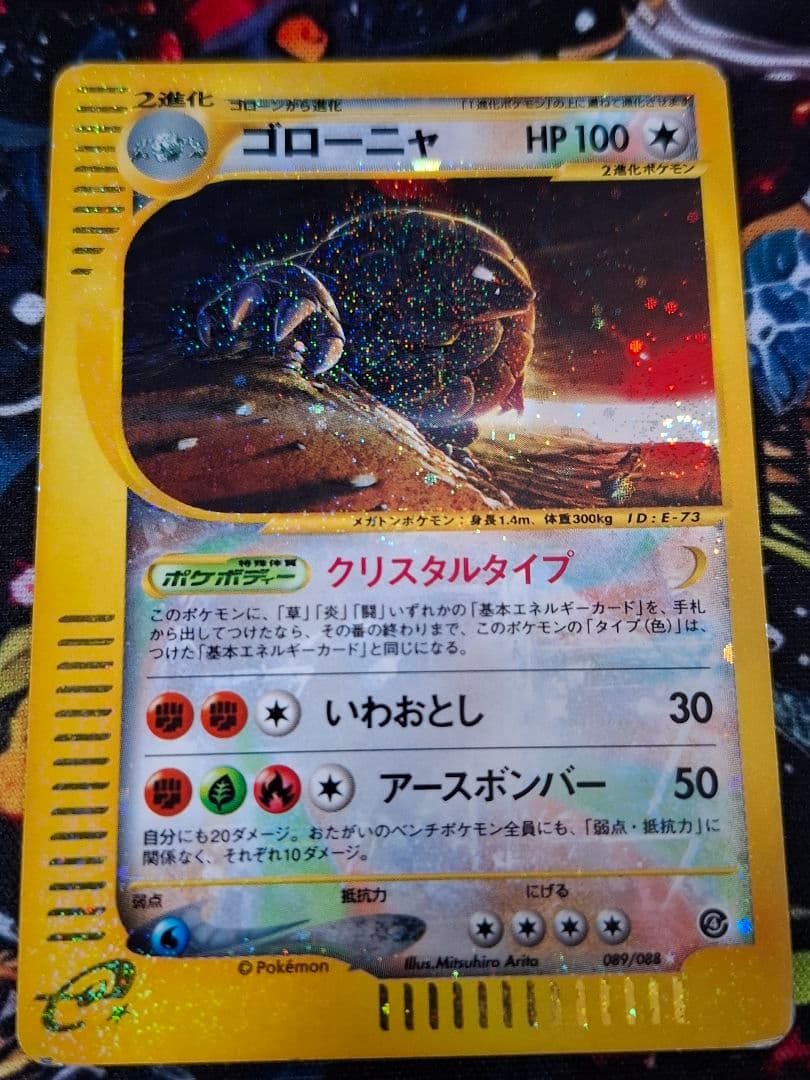 2進化 ゴローンから進化 「1進化ポケモン」の上に重ねて進化させます
ゴローニャ HP100
2進化ポケモン
メガトンポケモン：身長1.4m、体重300kg ID：E-73
特殊体質
ポケボディー クリスタルタイプ
このポケモンに、「草」「炎」「闘」いずれかの「基本エネルギーカード」を、手札
から出してつけたなら、その番の終わりまで、このポケモンの「タイプ（色）」は、
つけた「基本エネルギーカード」と同じになる。
いわおとし 30
アースボンバー 50
自分にも20ダメージ。おたがいのベンチポケモン全員にも、「弱点・抵抗力」に
関係なく、それぞれ10ダメージ。
弱点 抵抗力 にげる
©Pokémon Illus.Mitsuhiro Arita 089/088
e